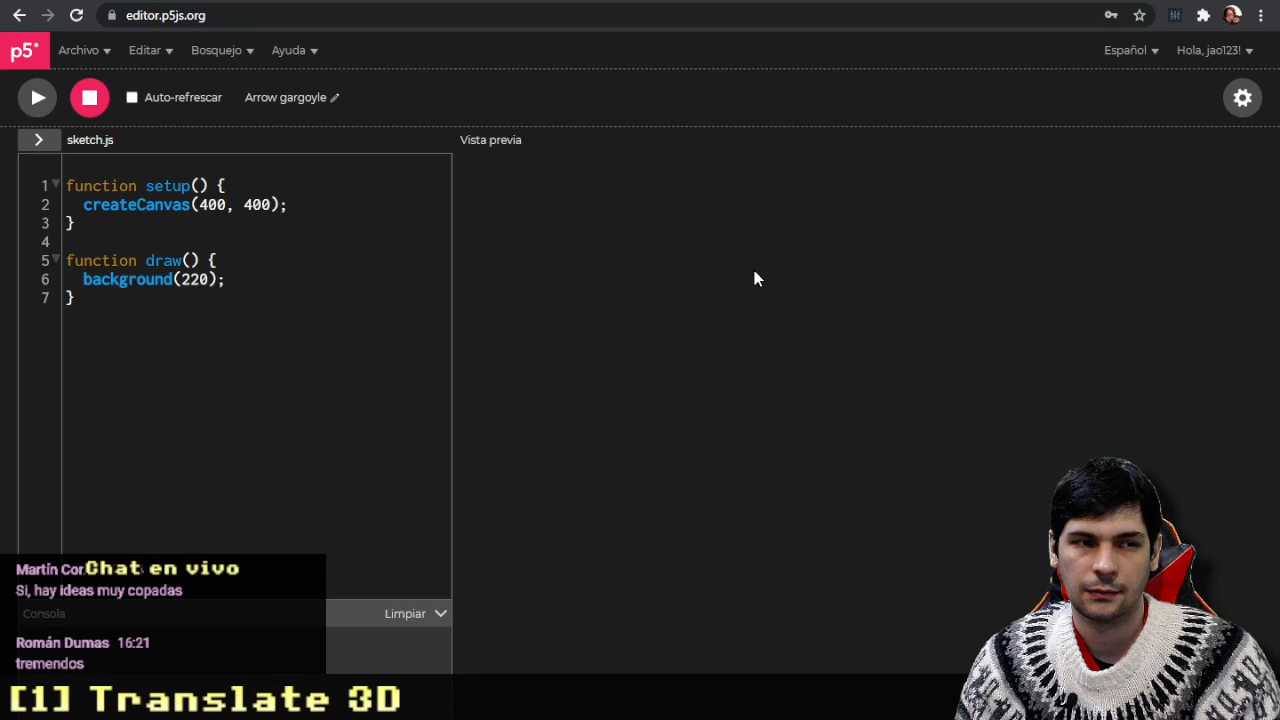 editor.p5js.org
p5*
Archivo
Editar
Bosquejo
Ayuda
Español
Hola, jao123!
Auto-refrescar
Arrow gargoyle
sketch.js
Vista previa
1 function setup() {
2 createCanvas(400, 400);
3 }
4
5 function draw() {
6 background(220);
7 }
Martín Cor
Chat en vivo
Si, hay ideas muy copadas
Consola
Limpiar
Román Dumas 16:21
tremendos
[1] Translate 3D